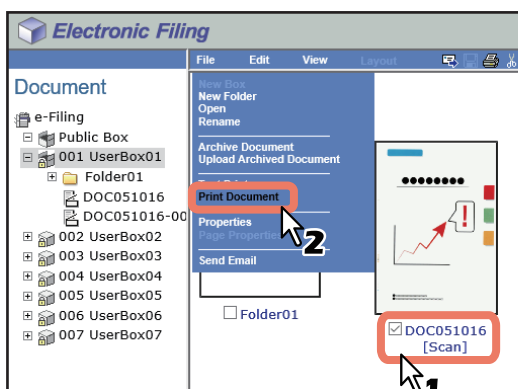 Electronic Filing
File Edit View Layout
Document
e-Filing
Public Box
001 UserBox01
Folder01
DOC051016
DOC051016-00
002 UserBox02
003 UserBox03
004 UserBox04
005 UserBox05
006 UserBox06
007 UserBox07
New Box
New Folder
Open
Rename
Archive Document
Upload Archived Document
Print Document
Properties
Page Properties
Send Email
2
Folder01
!
DOC051016
[Scan]
1